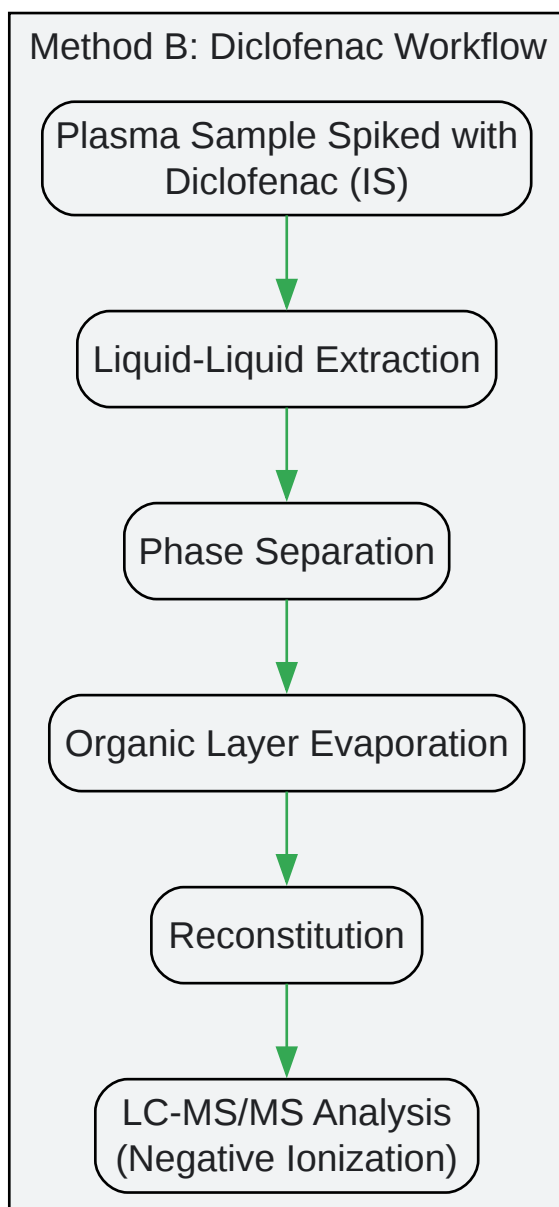 Method B: Diclofenac Workflow
Plasma Sample Spiked with
Diclofenac (IS)
Liquid-Liquid Extraction
Phase Separation
Organic Layer Evaporation
Reconstitution
LC-MS/MS Analysis
(Negative Ionization)